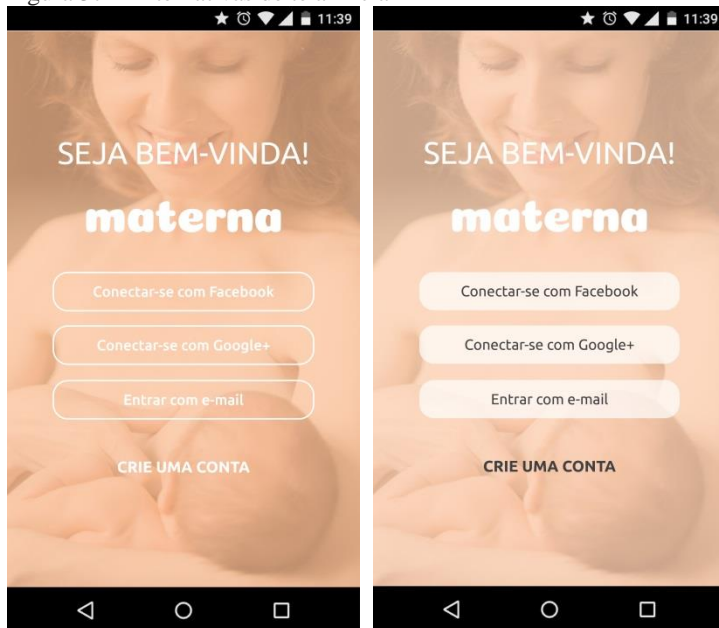 11:39
SEJA BEM-VINDA!
materna
Conectar-se com Facebook
Conectar-se com Google+
Entrar com e-mail
CRIE UMA CONTA
11:39
SEJA BEM-VINDA!
materna
Conectar-se com Facebook
Conectar-se com Google+
Entrar com e-mail
CRIE UMA CONTA